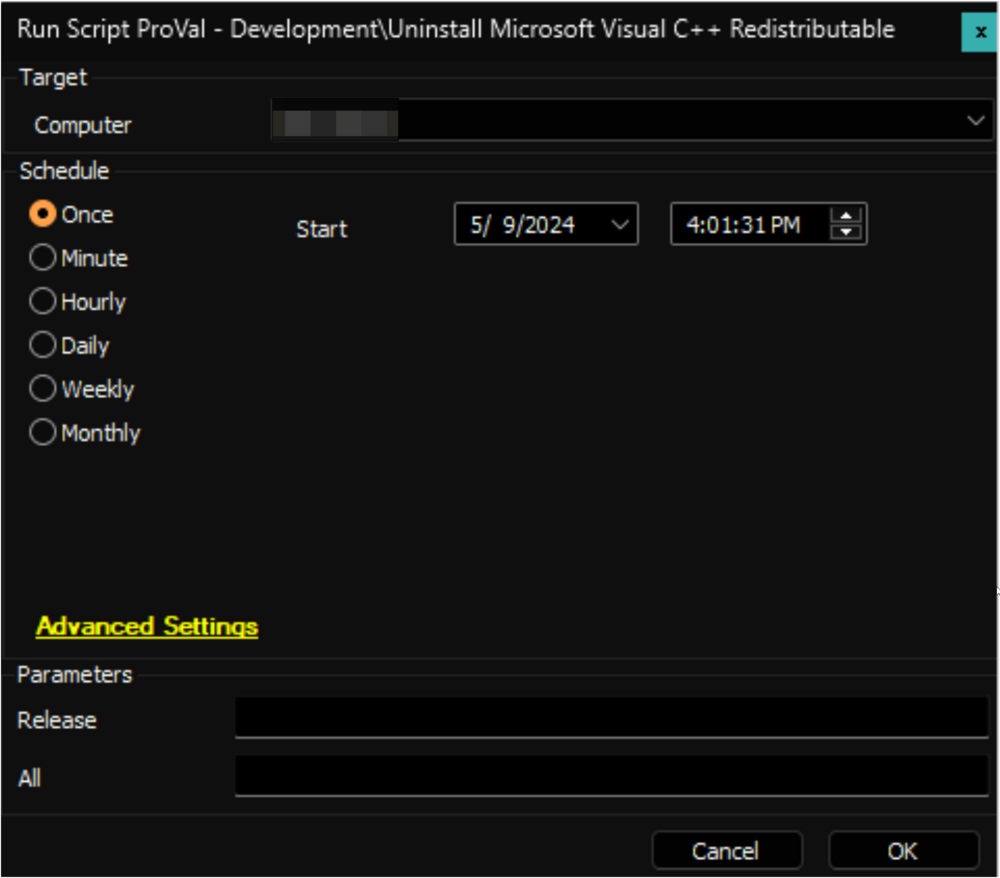 Run Script ProVal - Development\Uninstall Microsoft Visual C++ Redistributable x
Target
Computer
Schedule
Once
Start 5/ 9/2024 4:01:31 PM
Minute
Hourly
Daily
Weekly
Monthly
Advanced Settings
Parameters
Release
All
Cancel OK